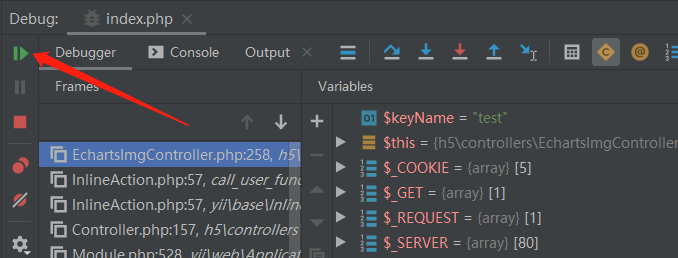 Debug: index.php
Debugger Console Output
Frames Variables
$keyName = "test"
$this = {h5\controllers\EchartsImgController
$_COOKIE = {array} [5]
$_GET = {array} [1]
$_REQUEST = {array} [1]
$_SERVER = {array} [80]
EchartsImgController.php:258, h5\
InlineAction.php:57, call_user_func
InlineAction.php:57, yii\base\Inlin
Controller.php:157, h5\controllers
Module.php:528, yii\web\Applicat